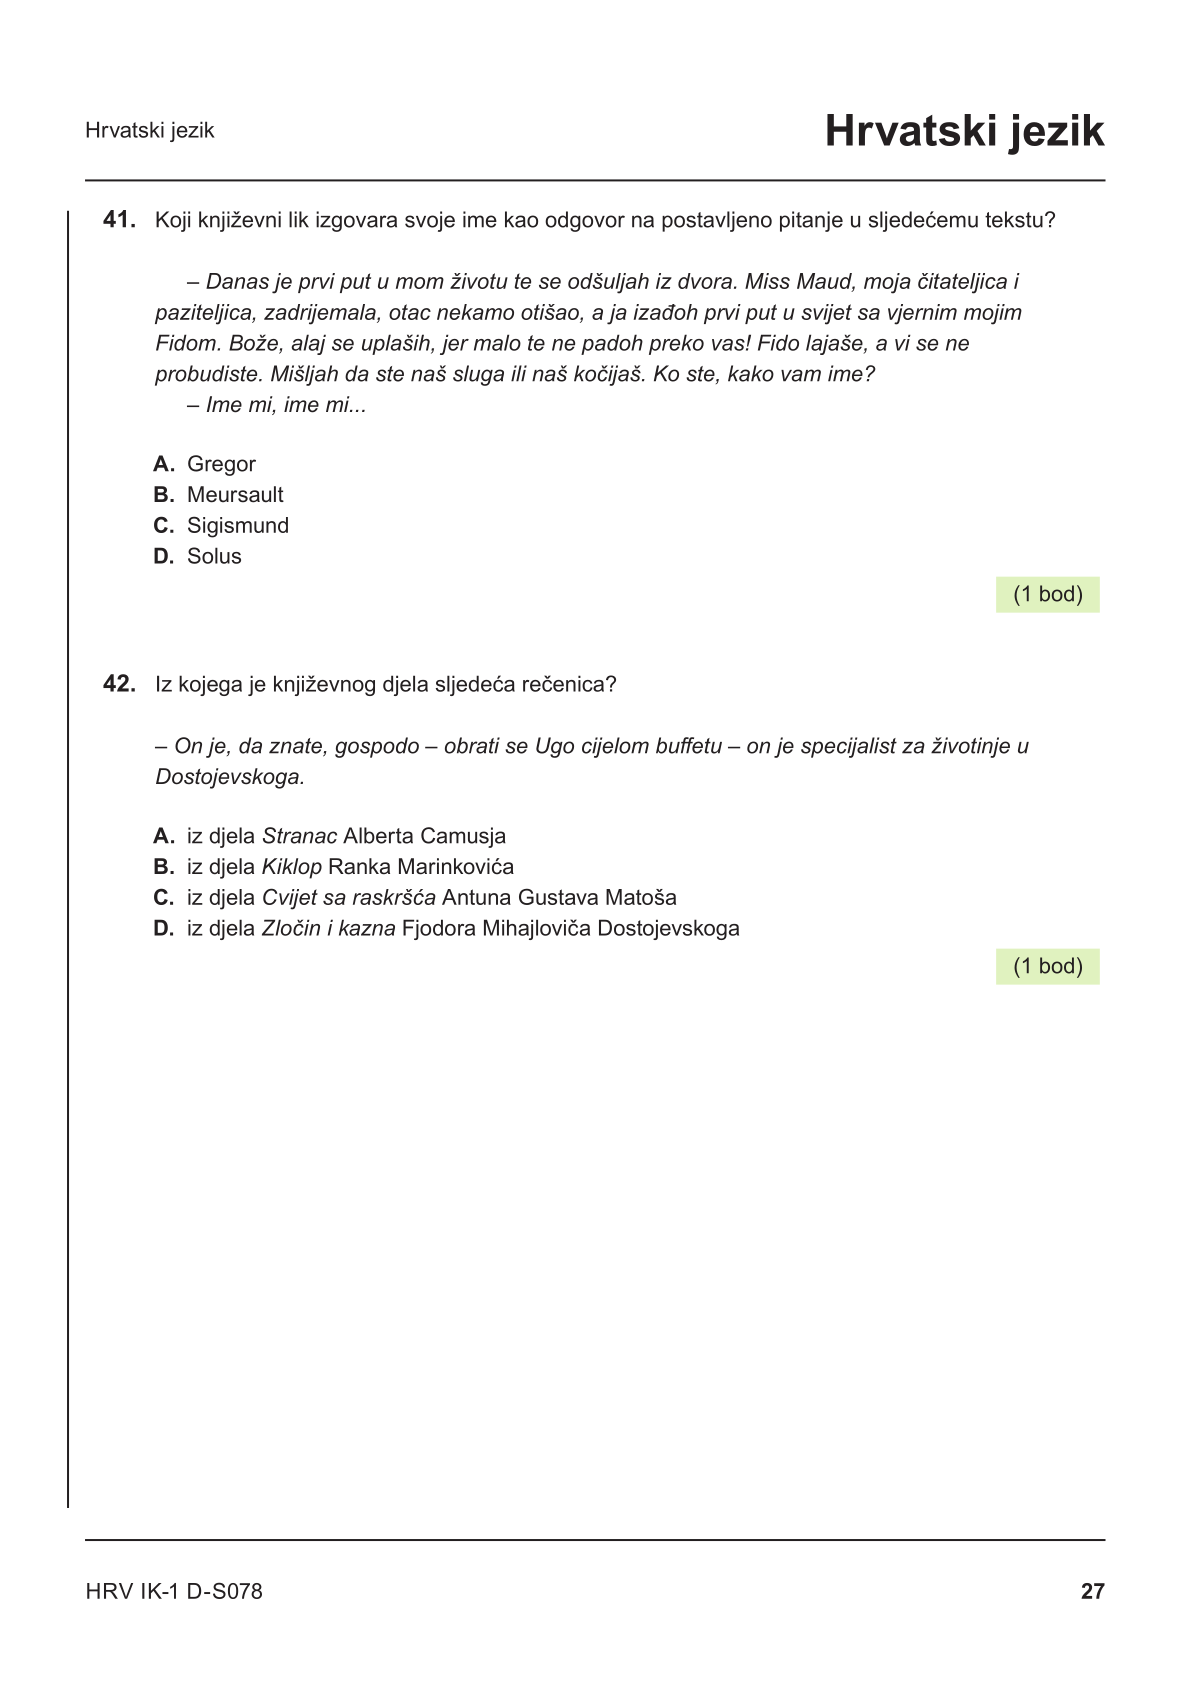 Hrvatski jezik
Hrvatski jezik
41. Koji književni lik izgovara svoje ime kao odgovor na postavljeno pitanje u sljedećemu tekstu?
– Danas je prvi put u mom životu te se odšuljah iz dvora. Miss Maud, moja čitateljica i
paziteljica, zadrijemala, otac nekamo otišao, a ja izađoh prvi put u svijet sa vjernim mojim
Fidom. Bože, alaj se uplaših, jer malo te ne padoh preko vas! Fido lajaše, a vi se ne
probudiste. Mišljah da ste naš sluga ili naš kočijaš. Ko ste, kako vam ime?
– Ime mi, ime mi...
A. Gregor
B. Meursault
C. Sigismund
D. Solus
(1 bod)
42. Iz kojega je književnog djela sljedeća rečenica?
– On je, da znate, gospodo – obrati se Ugo cijelom buffetu – on je specijalist za životinje u
Dostojevskoga.
A. iz djela Stranac Alberta Camusja
B. iz djela Kiklop Ranka Marinkovića
C. iz djela Cvijet sa raskršća Antuna Gustava Matoša
D. iz djela Zločin i kazna Fjodora Mihajloviča Dostojevskoga
(1 bod)
HRV IK-1 D-S078
27